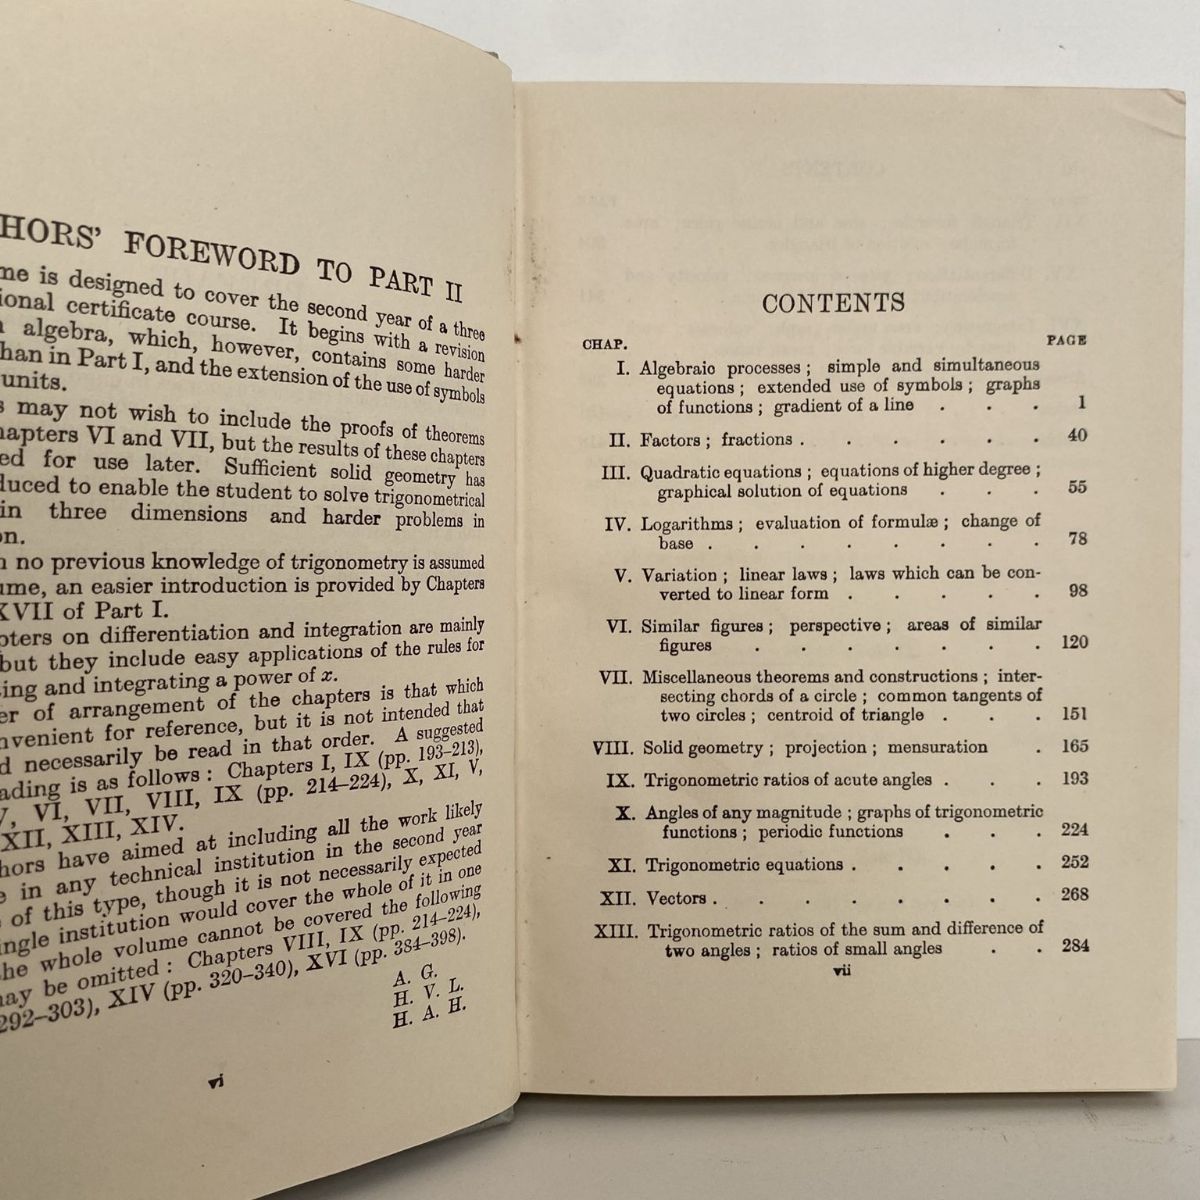 HORS' FOREWORD TO PART II
me is designed to cover the second year of a three
ional certificate course. It begins with a revision
algebra, which, however, contains some harder
han in Part I, and the extension of the use of symbols
units.
s may not wish to include the proofs of theorems
hapters VI and VII, but the results of these chapters
ed for use later. Sufficient solid geometry has
duced to enable the student to solve trigonometrical
in three dimensions and harder problems in
on.
no previous knowledge of trigonometry is assumed
ume, an easier introduction is provided by Chapters
XVII of Part I.
pters on differentiation and integration are mainly
but they include easy applications of the rules for
ing and integrating a power of x.
er of arrangement of the chapters is that which
nvenient for reference, but it is not intended that
d necessarily be read in that order. A suggested
ading is as follows : Chapters I, IX (pp. 193–213),
V, VI, VII, VIII, IX (pp. 214–224), X, XI, V,
XII, XIII, XIV.
hors have aimed at including all the work likely
e in any technical institution in the second year
of this type, though it is not necessarily expected
ingle institution would cover the whole of it in one
he whole volume cannot be covered the following
may be omitted : Chapters VIII, IX (pp. 214–224),
292–303), XIV (pp. 320–340), XVI (pp. 384–398).
A. G.
H. V. L.
H. A. H.
vi
CONTENTS
CHAP. PAGE
I. Algebraic processes ; simple and simultaneous
equations ; extended use of symbols ; graphs
of functions ; gradient of a line . . . 1
II. Factors ; fractions . . . . . . 40
III. Quadratic equations ; equations of higher degree ;
graphical solution of equations . . . 55
IV. Logarithms ; evaluation of formulæ ; change of
base . . . . . . . . 78
V. Variation ; linear laws ; laws which can be con-
verted to linear form . . . . . 98
VI. Similar figures ; perspective ; areas of similar
figures . . . . . . . 120
VII. Miscellaneous theorems and constructions ; inter-
secting chords of a circle ; common tangents of
two circles ; centroid of triangle . . . 151
VIII. Solid geometry ; projection ; mensuration . 165
IX. Trigonometric ratios of acute angles . . . 193
X. Angles of any magnitude ; graphs of trigonometric
functions ; periodic functions . . . 224
XI. Trigonometric equations . . . . . 252
XII. Vectors . . . . . . . . 268
XIII. Trigonometric ratios of the sum and difference of
two angles ; ratios of small angles . . 284
vii